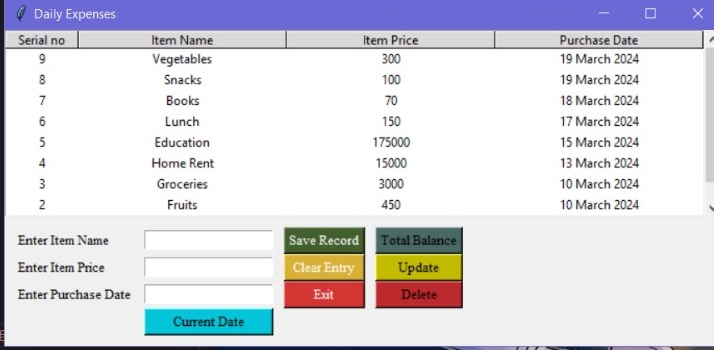 Daily Expenses
Serial no Item Name Item Price Purchase Date
9 Vegetables 300 19 March 2024
8 Snacks 100 19 March 2024
7 Books 70 18 March 2024
6 Lunch 150 17 March 2024
5 Education 175000 15 March 2024
4 Home Rent 15000 13 March 2024
3 Groceries 3000 10 March 2024
2 Fruits 450 10 March 2024
Enter Item Name Save Record Total Balance
Enter Item Price Clear Entry Update
Enter Purchase Date Exit Delete
Current Date